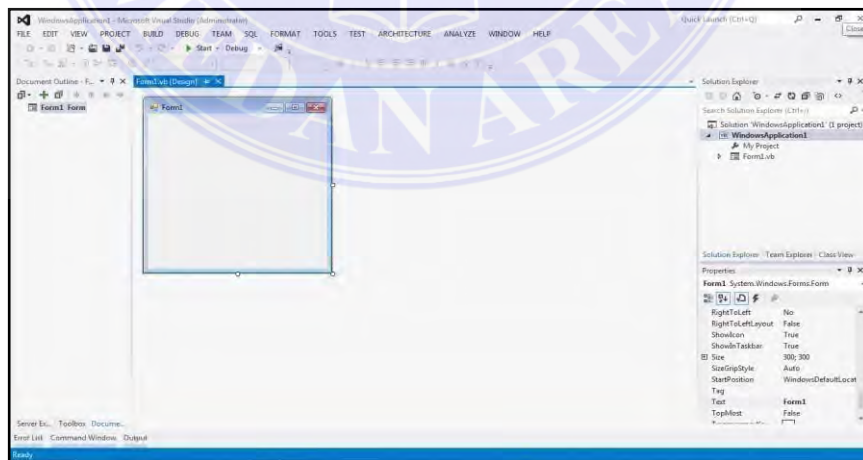 WindowsApplication1 - Microsoft Visual Studio (Administrator)
Quick Launch (Ctrl+Q)
FILE EDIT VIEW PROJECT BUILD DEBUG TEAM SQL FORMAT TOOLS TEST ARCHITECTURE ANALYZE WINDOW HELP
Close
Start Debug
EDAN AREA
Document Outline - F...
Form1.vb [Design]
Form1 Form
Form1
Solution Explorer
Search Solution Explorer (Ctrl+;)
Solution 'WindowsApplication1' (1 project)
WindowsApplication1
My Project
Form1.vb
Solution Explorer Team Explorer Class View
Properties
Form1 System.Windows.Forms.Form
RightToLeft No
RightToLeftLayout False
ShowIcon True
ShowInTaskbar True
Size 300; 300
SizeGripStyle Auto
StartPosition WindowsDefaultLocat
Tag
Text Form1
TopMost False
Server Ex... Toolbox Docume...
Error List Command Window Output
Ready